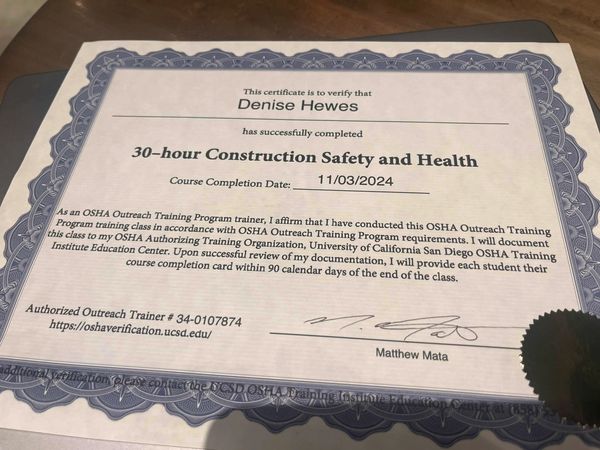 This certificate is to verify that
Denise Hewes
has successfully completed
30-hour Construction Safety and Health
Course Completion Date: 11/03/2024
As an OSHA Outreach Training Program trainer, I affirm that I have conducted this OSHA Outreach Training
Program training class in accordance with OSHA Outreach Training Program requirements. I will document
this class to my OSHA Authorizing Training Organization, University of California San Diego OSHA Training
Institute Education Center. Upon successful review of my documentation, I will provide each student their
course completion card within 90 calendar days of the end of the class.
Authorized Outreach Trainer # 34-0107874
https://oshaverification.ucsd.edu/
Matthew Mata
additional verification, please contact the UCSD OSHA Training Institute Education Center at (858)